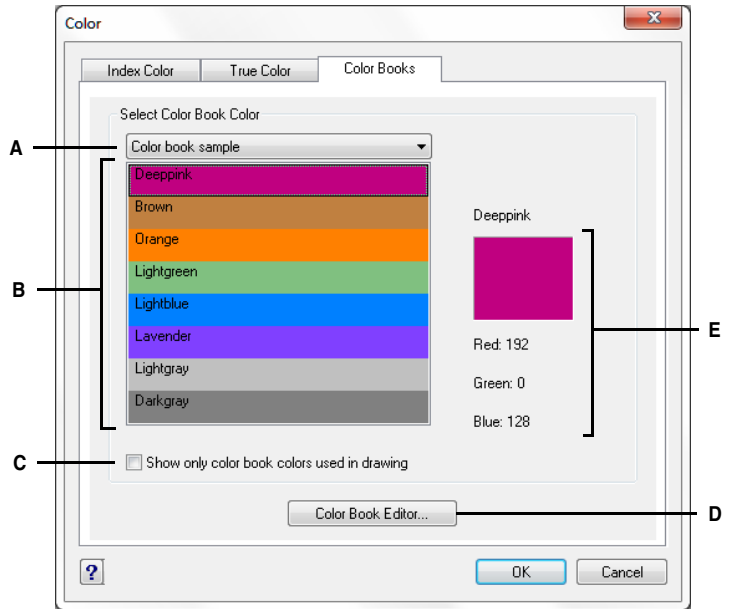 Color
Index Color
True Color
Color Books
Select Color Book Color
A
Color book sample
B
Deeppink
Brown
Orange
Lightgreen
Lightblue
Lavender
Lightgray
Darkgray
Deeppink
E
Red: 192
Green: 0
Blue: 128
C
Show only color book colors used in drawing
Color Book Editor...
D
?
OK
Cancel